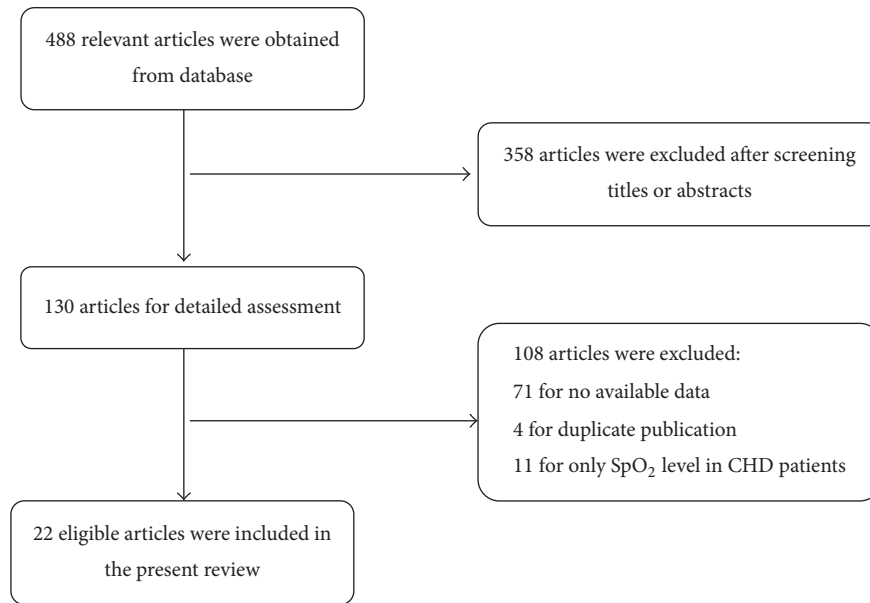 488 relevant articles were obtained
from database
358 articles were excluded after screening
titles or abstracts
130 articles for detailed assessment
108 articles were excluded:
71 for no available data
4 for duplicate publication
11 for only SpO₂ level in CHD patients
22 eligible articles were included in
the present review